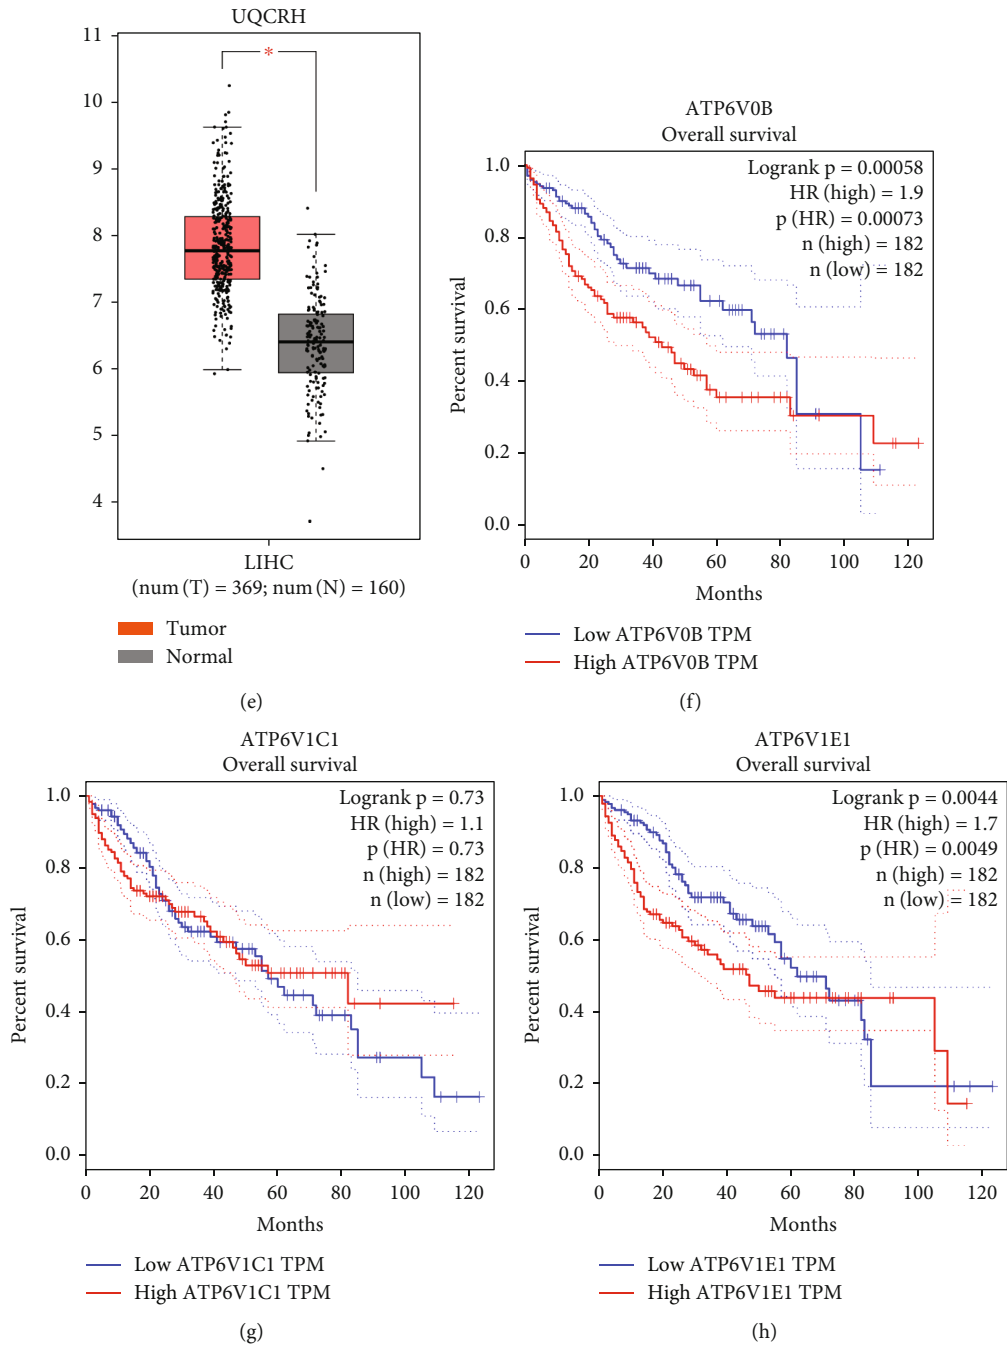 UQCRH
11
10
9
8
7
6
5
4
*
LIHC
(num (T) = 369; num (N) = 160)
Tumor
Normal
(e)
ATP6V0B
Overall survival
Logrank p = 0.00058
HR (high) = 1.9
p (HR) = 0.00073
n (high) = 182
n (low) = 182
Percent survival
1.0
0.8
0.6
0.4
0.2
0.0
0 20 40 60 80 100 120
Months
Low ATP6V0B TPM
High ATP6V0B TPM
(f)
ATP6V1C1
Overall survival
Logrank p = 0.73
HR (high) = 1.1
p (HR) = 0.73
n (high) = 182
n (low) = 182
Percent survival
1.0
0.8
0.6
0.4
0.2
0.0
0 20 40 60 80 100 120
Months
Low ATP6V1C1 TPM
High ATP6V1C1 TPM
(g)
ATP6V1E1
Overall survival
Logrank p = 0.0044
HR (high) = 1.7
p (HR) = 0.0049
n (high) = 182
n (low) = 182
Percent survival
1.0
0.8
0.6
0.4
0.2
0.0
0 20 40 60 80 100 120
Months
Low ATP6V1E1 TPM
High ATP6V1E1 TPM
(h)